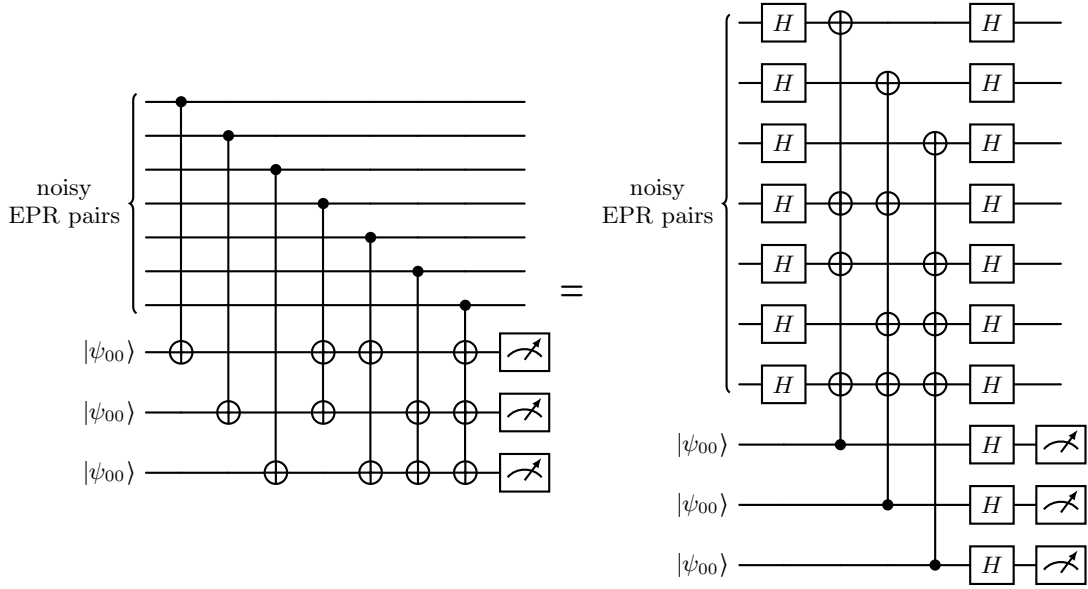 noisy
EPR pairs
|ψ₀₀⟩
|ψ₀₀⟩
|ψ₀₀⟩
=
noisy
EPR pairs
H H
H H
H H
H H
H H
H H
H H
|ψ₀₀⟩ H
|ψ₀₀⟩ H
|ψ₀₀⟩ H